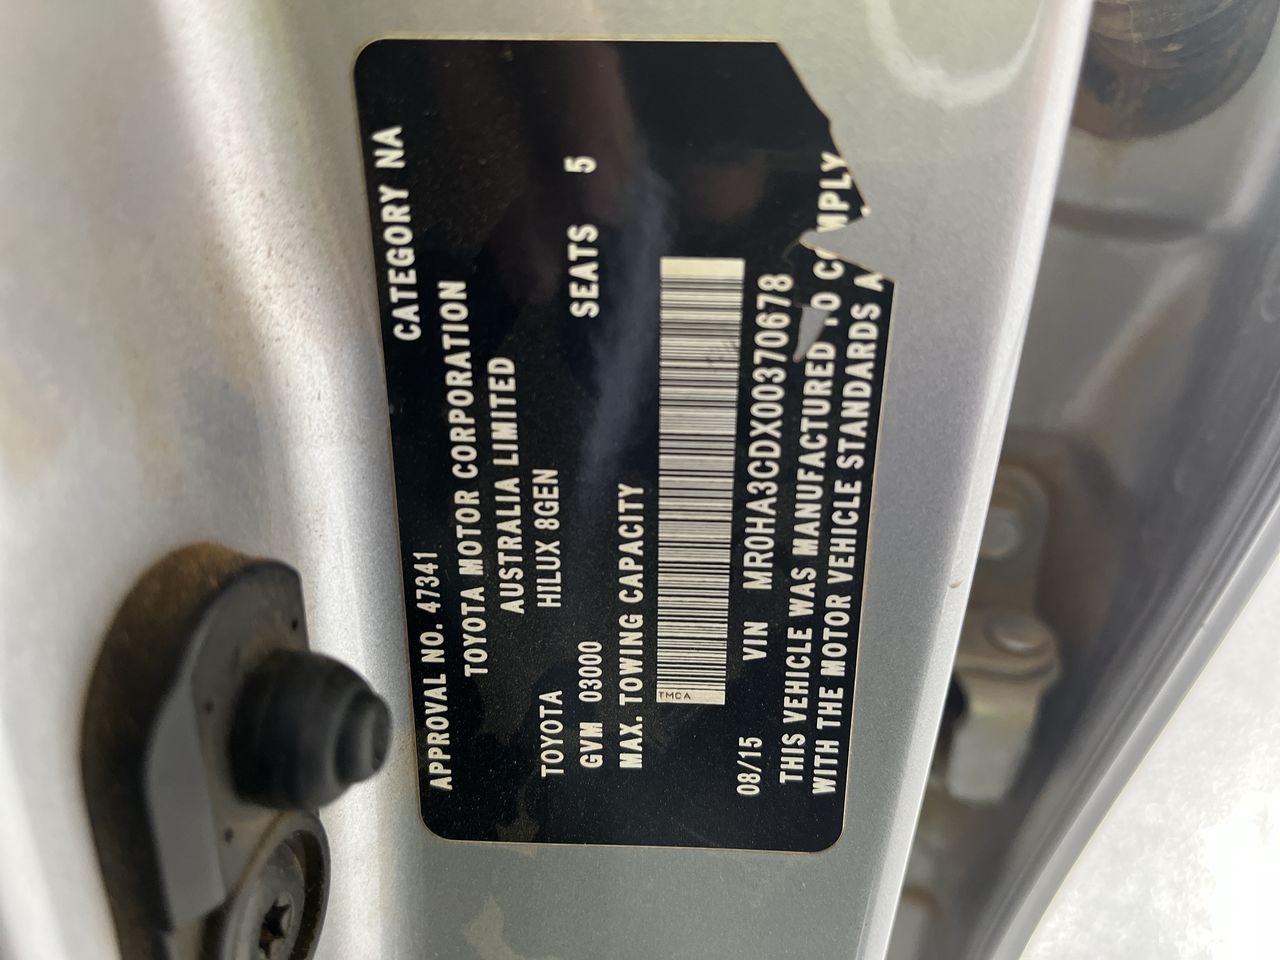 APPROVAL NO. 47341 CATEGORY NA
TOYOTA MOTOR CORPORATION
AUSTRALIA LIMITED
TOYOTA HILUX 8GEN
GVM 03000 SEATS 5
MAX. TOWING CAPACITY
TMCA
08/15 VIN MR0HA3CDX00370678
THIS VEHICLE WAS MANUFACTURED TO COMPLY
WITH THE MOTOR VEHICLE STANDARDS A